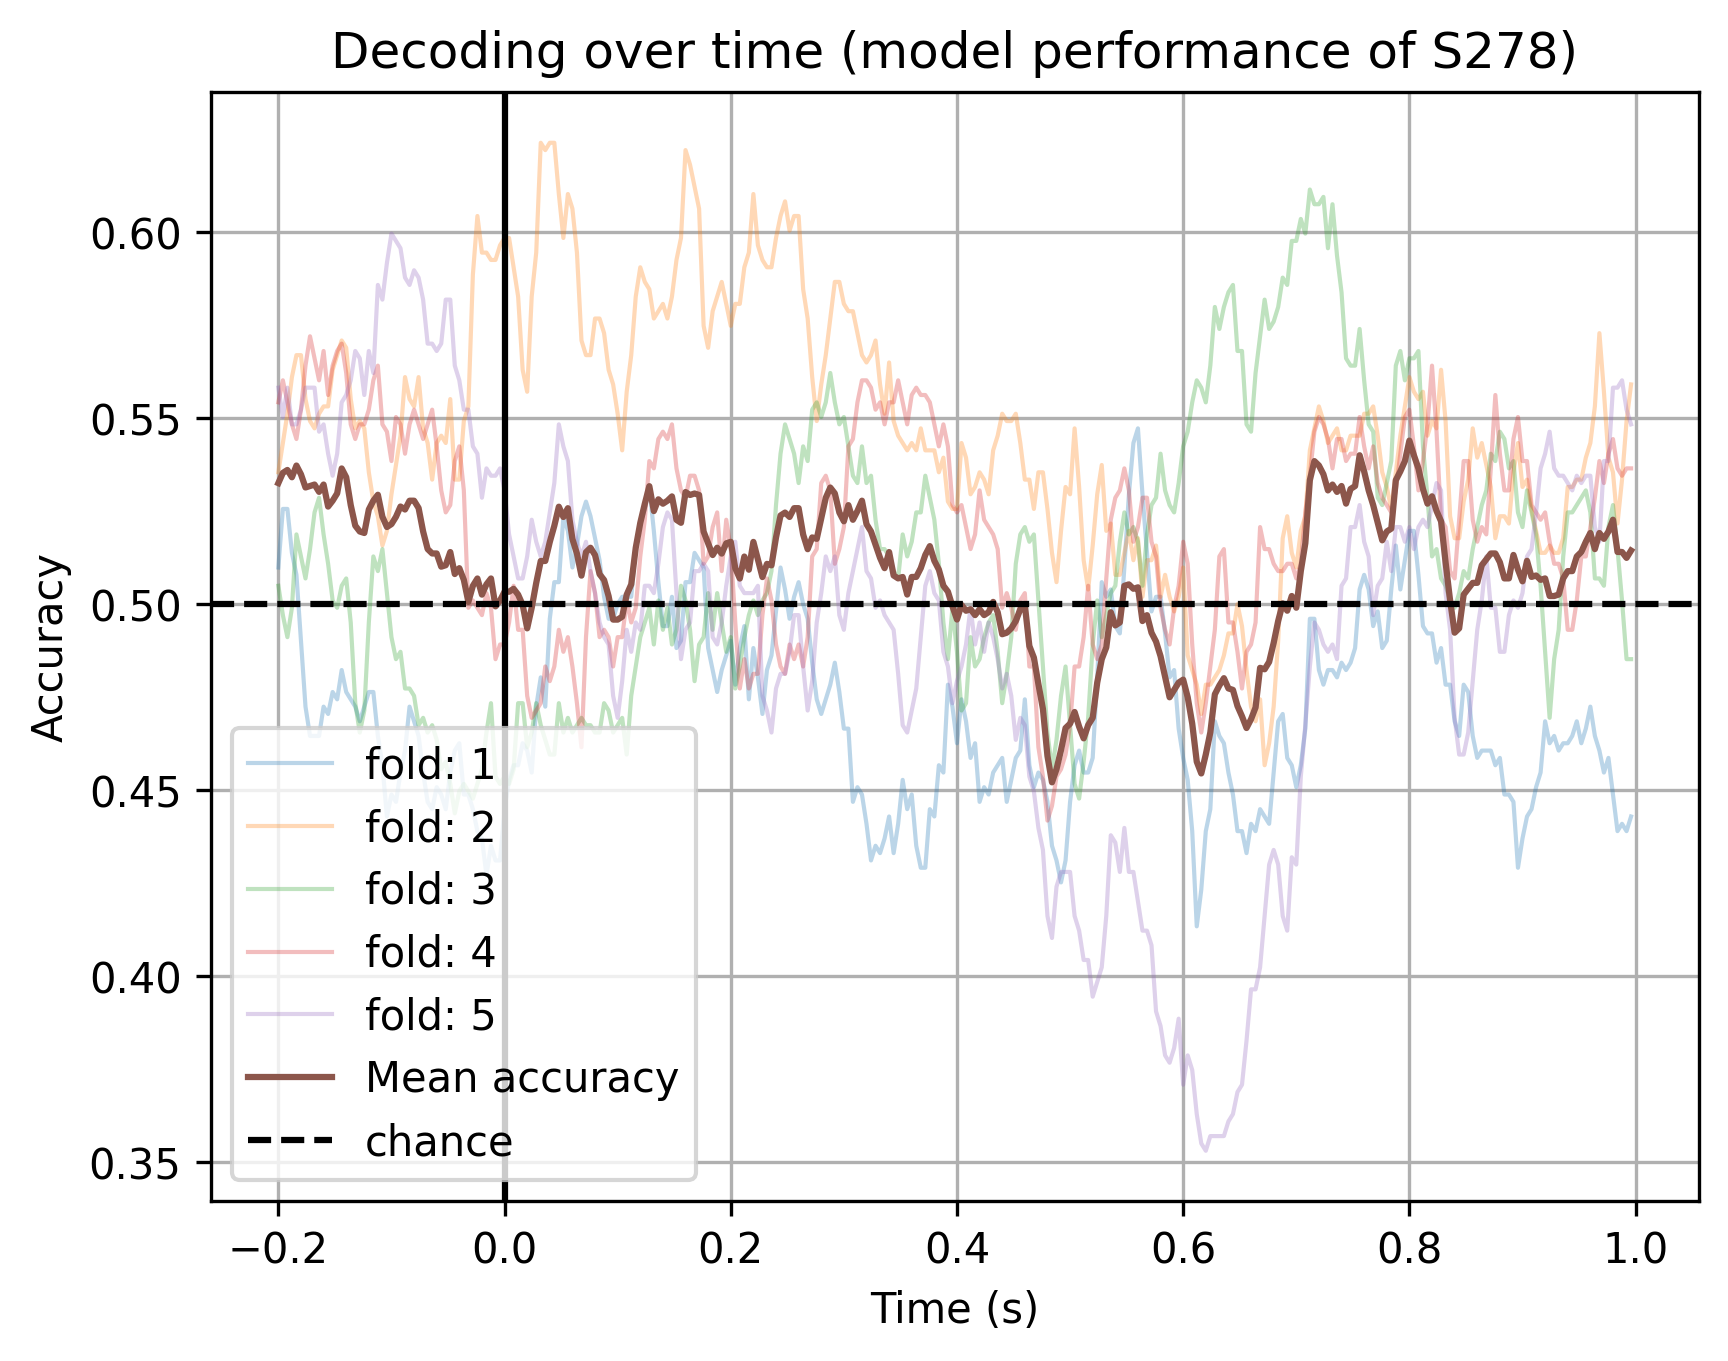 Decoding over time (model performance of S278)
Accuracy
0.60
0.55
0.50
0.45
0.40
0.35
fold: 1
fold: 2
fold: 3
fold: 4
fold: 5
Mean accuracy
chance
−0.2 0.0 0.2 0.4 0.6 0.8 1.0
Time (s)